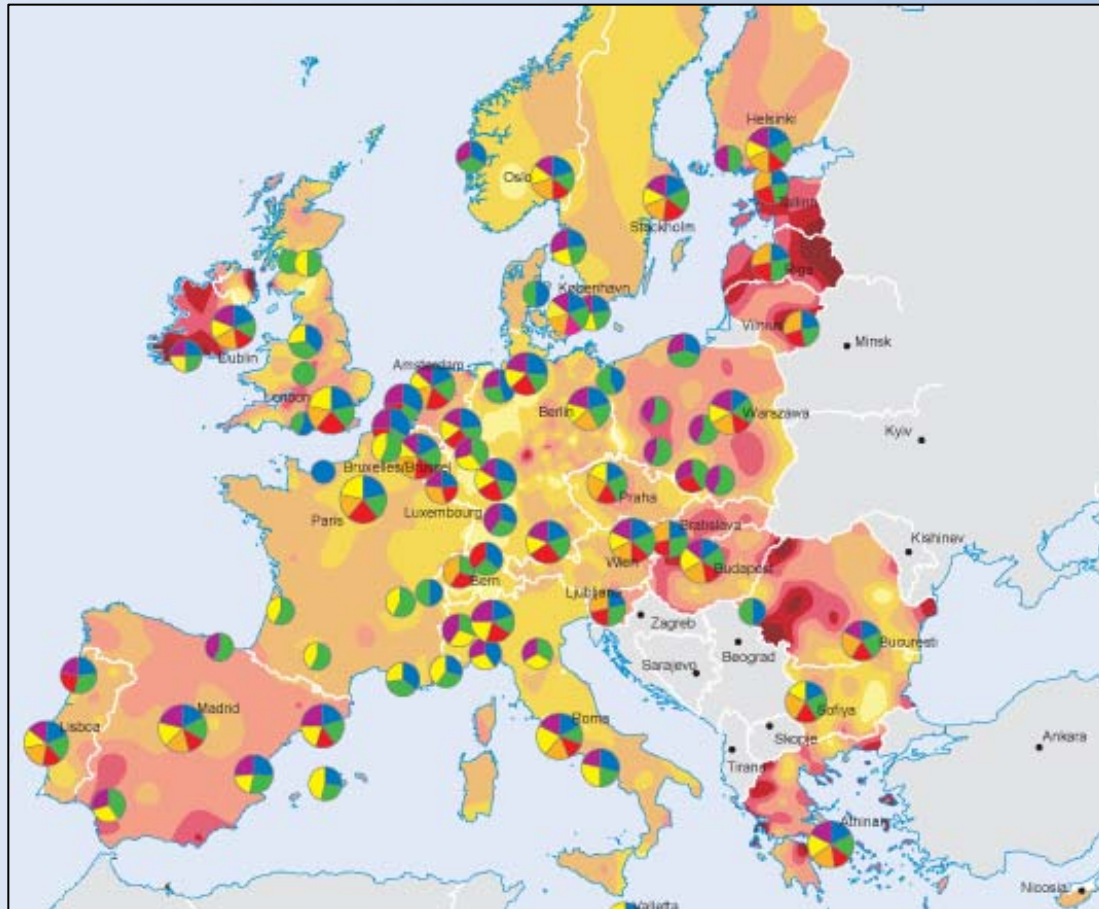 Helsinki
Oslo
Tallinn
Stockholm
Riga
København
Vilnius
Minsk
Dublin
Amsterdam
London
Berlin
Warszawa
Kyiv
Bruxelles/Brussel
Praha
Paris
Luxembourg
Bratislava
Kishinev
Wien
Budapest
Bern
Ljubljana
Zagreb
Bucuresti
Beograd
Sarajevo
Madrid
Roma
Sofiya
Lisboa
Skopje
Ankara
Tirana
Athinai
Nicosia
Valletta